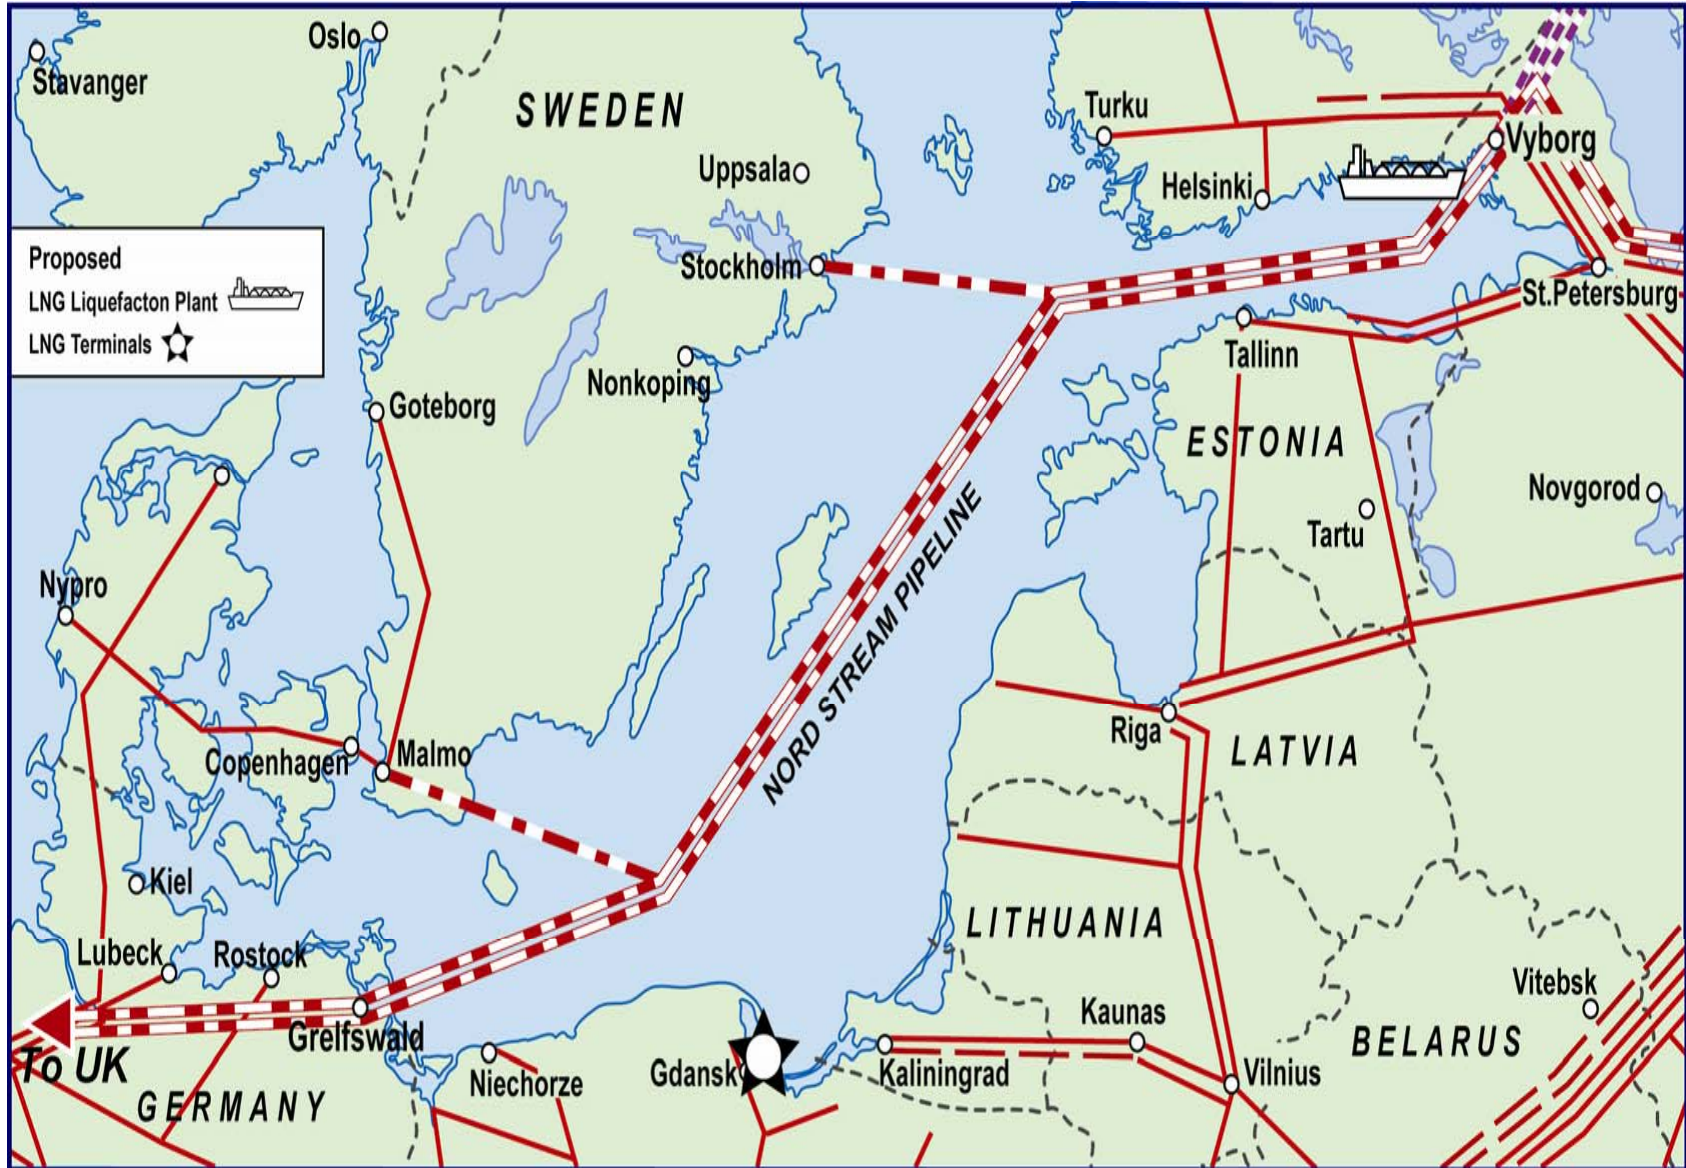 Oslo
Stavanger
SWEDEN
Turku
Vyborg
Uppsala
Helsinki
Proposed
LNG Liquefacton Plant
LNG Terminals
Stockholm
St.Petersburg
Tallinn
Nonkoping
Goteborg
ESTONIA
Novgorod
Tartu
Nypro
NORD STREAM PIPELINE
Riga
LATVIA
Copenhagen
Malmo
Kiel
LITHUANIA
Lubeck
Rostock
Vitebsk
Kaunas
Grelfswald
BELARUS
To UK
Niechorze
Gdansk
Kaliningrad
Vilnius
GERMANY